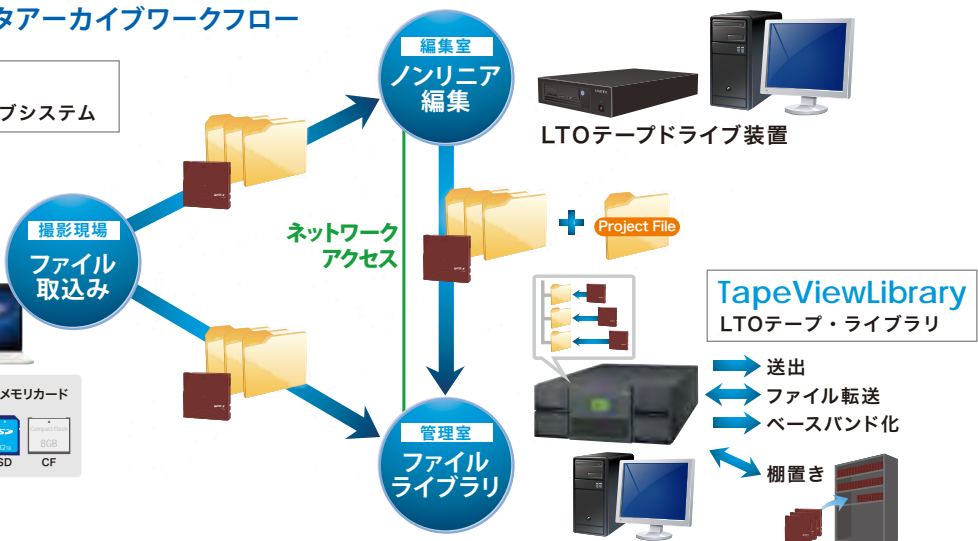 タアーカイブワークフロー
ブシステム
編集室
ノンリニア
編集
LTOテープドライブ装置
撮影現場
ファイル
取込み
ネットワーク
アクセス
Project File
TapeViewLibrary
LTOテープ・ライブラリ
送出
ファイル転送
ベースバンド化
棚置き
メモリカード
Compact Flash
8GB
SD
CF
管理室
ファイル
ライブラリ